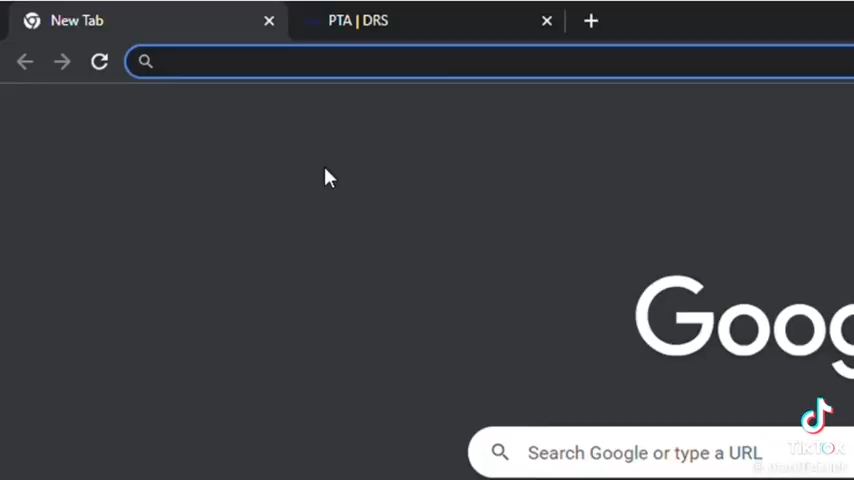 New Tab
PTA | DRS
Goog
Search Google or type a URL
TikTok